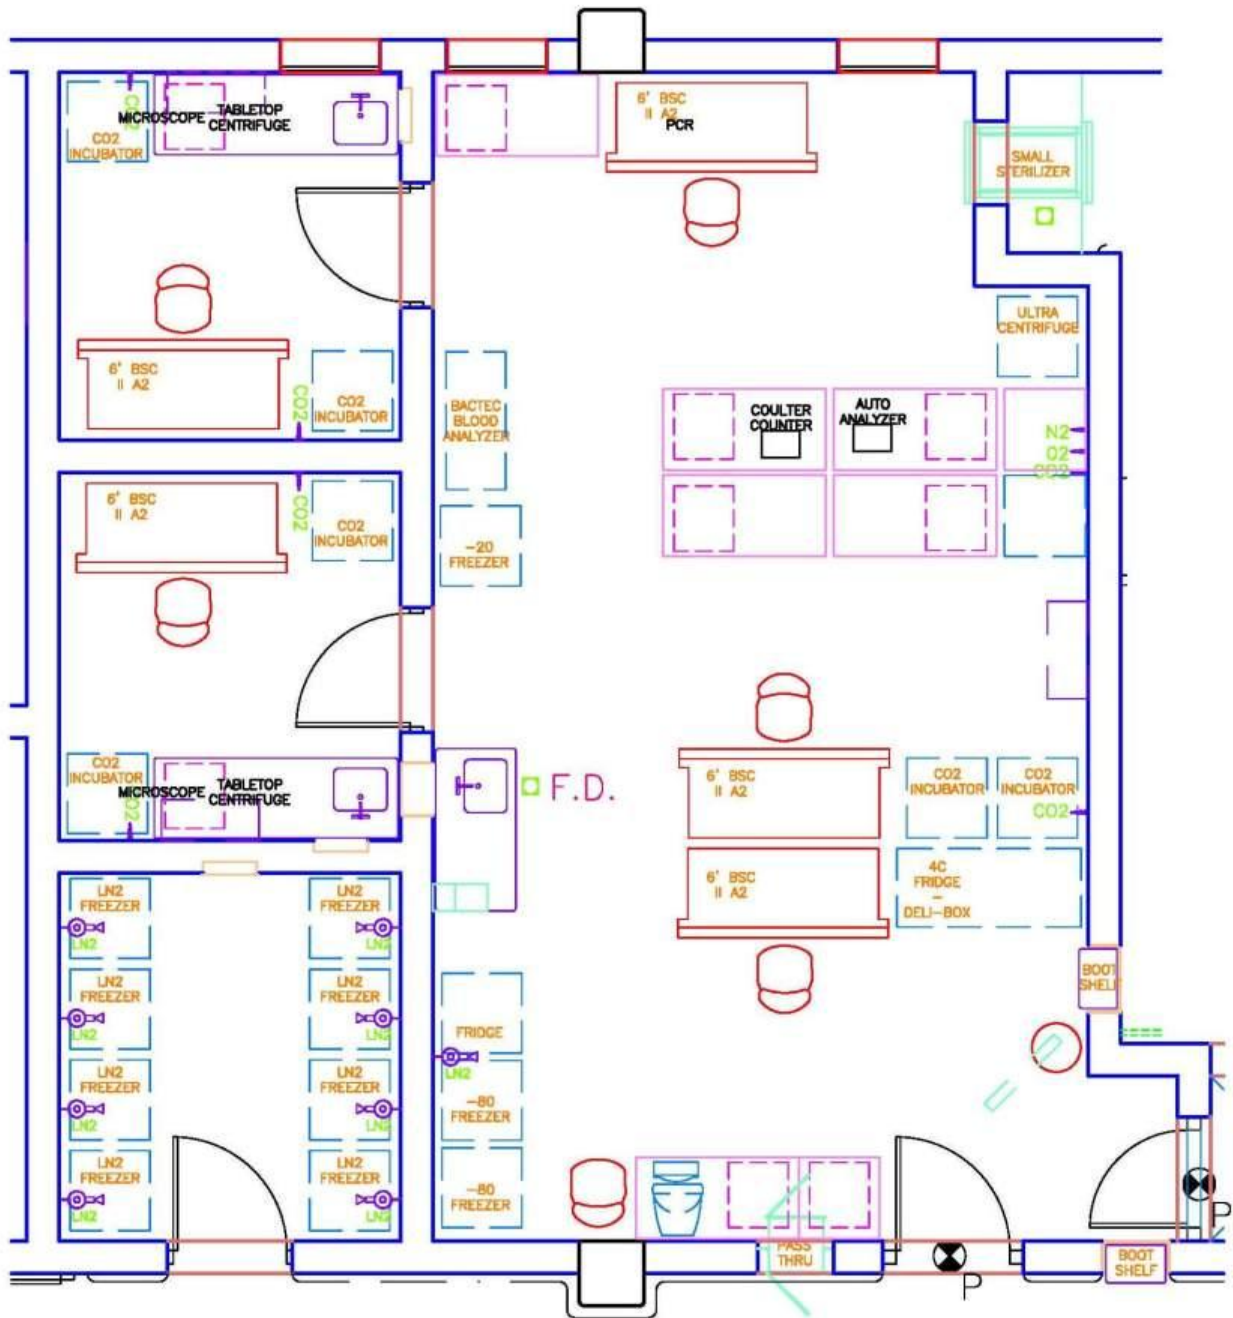 6' BSC
II A2
PCR
CO2
MICROSCOPE
TABLETOP
CENTRIFUGE
CO2
INCUBATOR
SMALL
STERILIZER
ULTRA
CENTRIFUGE
6' BSC
II A2
CO2
CO2
INCUBATOR
BACTEC
BLOOD
ANALYZER
COULTER
COUNTER
AUTO
ANALYZER
N2
O2
CO2
6' BSC
II A2
CO2
CO2
INCUBATOR
-20
FREEZER
CO2
INCUBATOR
MICROSCOPE
TABLETOP
CENTRIFUGE
CO2
F.D.
6' BSC
II A2
CO2
INCUBATOR
CO2
INCUBATOR
CO2
6' BSC
II A2
4C
FRIDGE
-
DELI-BOX
LN2
FREEZER
LN2
LN2
FREEZER
LN2
BOOT
SHELF
LN2
FREEZER
LN2
LN2
FREEZER
LN2
FRIDGE
LN2
LN2
FREEZER
LN2
LN2
FREEZER
LN2
-80
FREEZER
LN2
FREEZER
LN2
LN2
FREEZER
LN2
-80
FREEZER
P
PASS
THRU
P
BOOT
SHELF